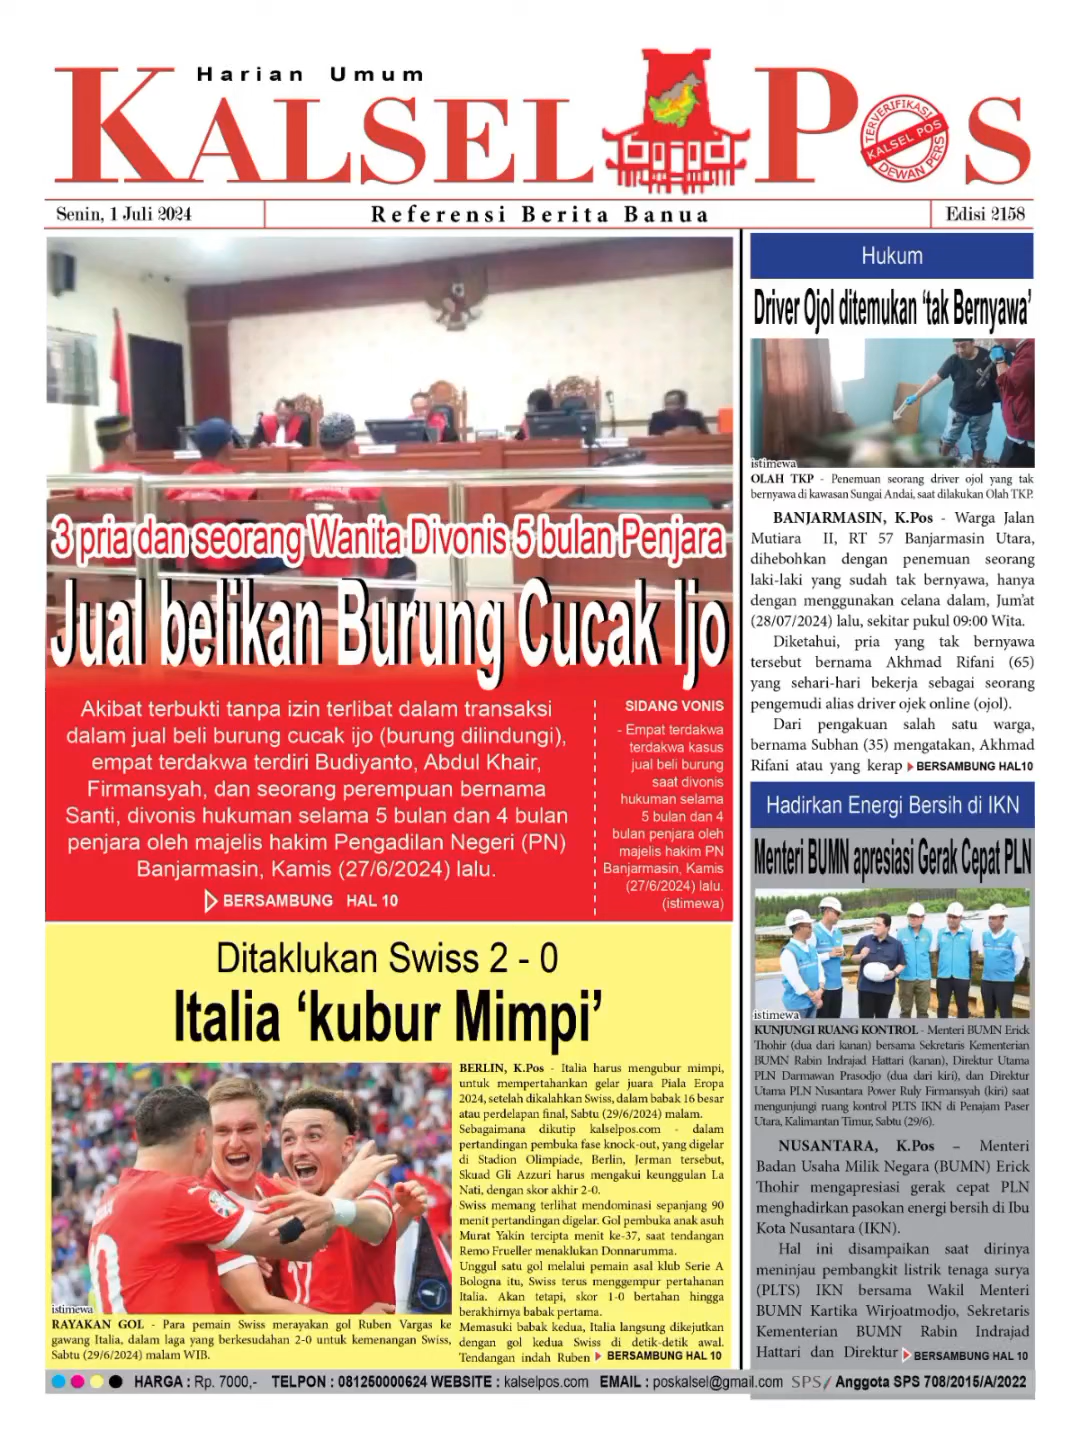 Harian Umum
KALSEL POS
TERVERIFIKASI
KALSEL POS
DEWAN PERS
Senin, 1 Juli 2024
Referensi Berita Banua
Edisi 2158
3 pria dan seorang Wanita Divonis 5 bulan Penjara
Jual belikan Burung Cucak Ijo
Akibat terbukti tanpa izin terlibat dalam transaksi
dalam jual beli burung cucak ijo (burung dilindungi),
empat terdakwa terdiri Budiyanto, Abdul Khair,
Firmansyah, dan seorang perempuan bernama
Santi, divonis hukuman selama 5 bulan dan 4 bulan
penjara oleh majelis hakim Pengadilan Negeri (PN)
Banjarmasin, Kamis (27/6/2024) lalu.
BERSAMBUNG HAL 10
SIDANG VONIS
- Empat terdakwa
terdakwa kasus
jual beli burung
saat divonis
hukuman selama
5 bulan dan 4
bulan penjara oleh
majelis hakim PN
Banjarmasin, Kamis
(27/6/2024) lalu.
(istimewa)
Hukum
Driver Ojol ditemukan 'tak Bernyawa'
istimewa
OLAH TKP - Penemuan seorang driver ojol yang tak
bernyawa di kawasan Sungai Andai, saat dilakukan Olah TKP.
BANJARMASIN, K.Pos - Warga Jalan
Mutiara II, RT 57 Banjarmasin Utara,
dihebohkan dengan penemuan seorang
laki-laki yang sudah tak bernyawa, hanya
dengan menggunakan celana dalam, Jum'at
(28/07/2024) lalu, sekitar pukul 09:00 Wita.
Diketahui, pria yang tak bernyawa
tersebut bernama Akhmad Rifani (65)
yang sehari-hari bekerja sebagai seorang
pengemudi alias driver ojek online (ojol).
Dari pengakuan salah satu warga,
bernama Subhan (35) mengatakan, Akhmad
Rifani atau yang kerap BERSAMBUNG HAL10
Hadirkan Energi Bersih di IKN
Menteri BUMN apresiasi Gerak Cepat PLN
istimewa
KUNJUNGI RUANG KONTROL - Menteri BUMN Erick
Thohir (dua dari kanan) bersama Sekretaris Kementerian
BUMN Rabin Indrajad Hattari (kanan), Direktur Utama
PLN Darmawan Prasodjo (dua dari kiri), dan Direktur
Utama PLN Nusantara Power Ruly Firmansyah (kiri) saat
mengunjungi ruang kontrol PLTS IKN di Penajam Paser
Utara, Kalimantan Timur, Sabtu (29/6).
NUSANTARA, K.Pos – Menteri
Badan Usaha Milik Negara (BUMN) Erick
Thohir mengapresiasi gerak cepat PLN
menghadirkan pasokan energi bersih di Ibu
Kota Nusantara (IKN).
Hal ini disampaikan saat dirinya
meninjau pembangkit listrik tenaga surya
(PLTS) IKN bersama Wakil Menteri
BUMN Kartika Wirjoatmodjo, Sekretaris
Kementerian BUMN Rabin Indrajad
Hattari dan Direktur BERSAMBUNG HAL 10
Ditaklukan Swiss 2 - 0
Italia 'kubur Mimpi'
istimewa
RAYAKAN GOL - Para pemain Swiss merayakan gol Ruben Vargas ke
gawang Italia, dalam laga yang berkesudahan 2-0 untuk kemenangan Swiss,
Sabtu (29/6/2024) malam WIB.
BERLIN, K.Pos - Italia harus mengubur mimpi,
untuk mempertahankan gelar juara Piala Eropa
2024, setelah dikalahkan Swiss, dalam babak 16 besar
atau perdelapan final, Sabtu (29/6/2024) malam.
Sebagaimana dikutip kalselpos.com - dalam
pertandingan pembuka fase knock-out, yang digelar
di Stadion Olimpiade, Berlin, Jerman tersebut,
Skuad Gli Azzuri harus mengakui keunggulan La
Nati, dengan skor akhir 2-0.
Swiss memang terlihat mendominasi sepanjang 90
menit pertandingan digelar. Gol pembuka anak asuh
Murat Yakin tercipta menit ke-37, saat tendangan
Remo Frueller menaklukan Donnarumma.
Unggul satu gol melalui pemain asal klub Serie A
Bologna itu, Swiss terus menggempur pertahanan
Italia. Akan tetapi, skor 1-0 bertahan hingga
berakhirnya babak pertama.
Memasuki babak kedua, Italia langsung dikejutkan
dengan gol kedua Swiss di detik-detik awal.
Tendangan indah Ruben BERSAMBUNG HAL 10
HARGA : Rp. 7000,- TELPON : 081250000624 WEBSITE : kalselpos.com EMAIL : poskalsel@gmail.com SPS Anggota SPS 708/2015/A/2022